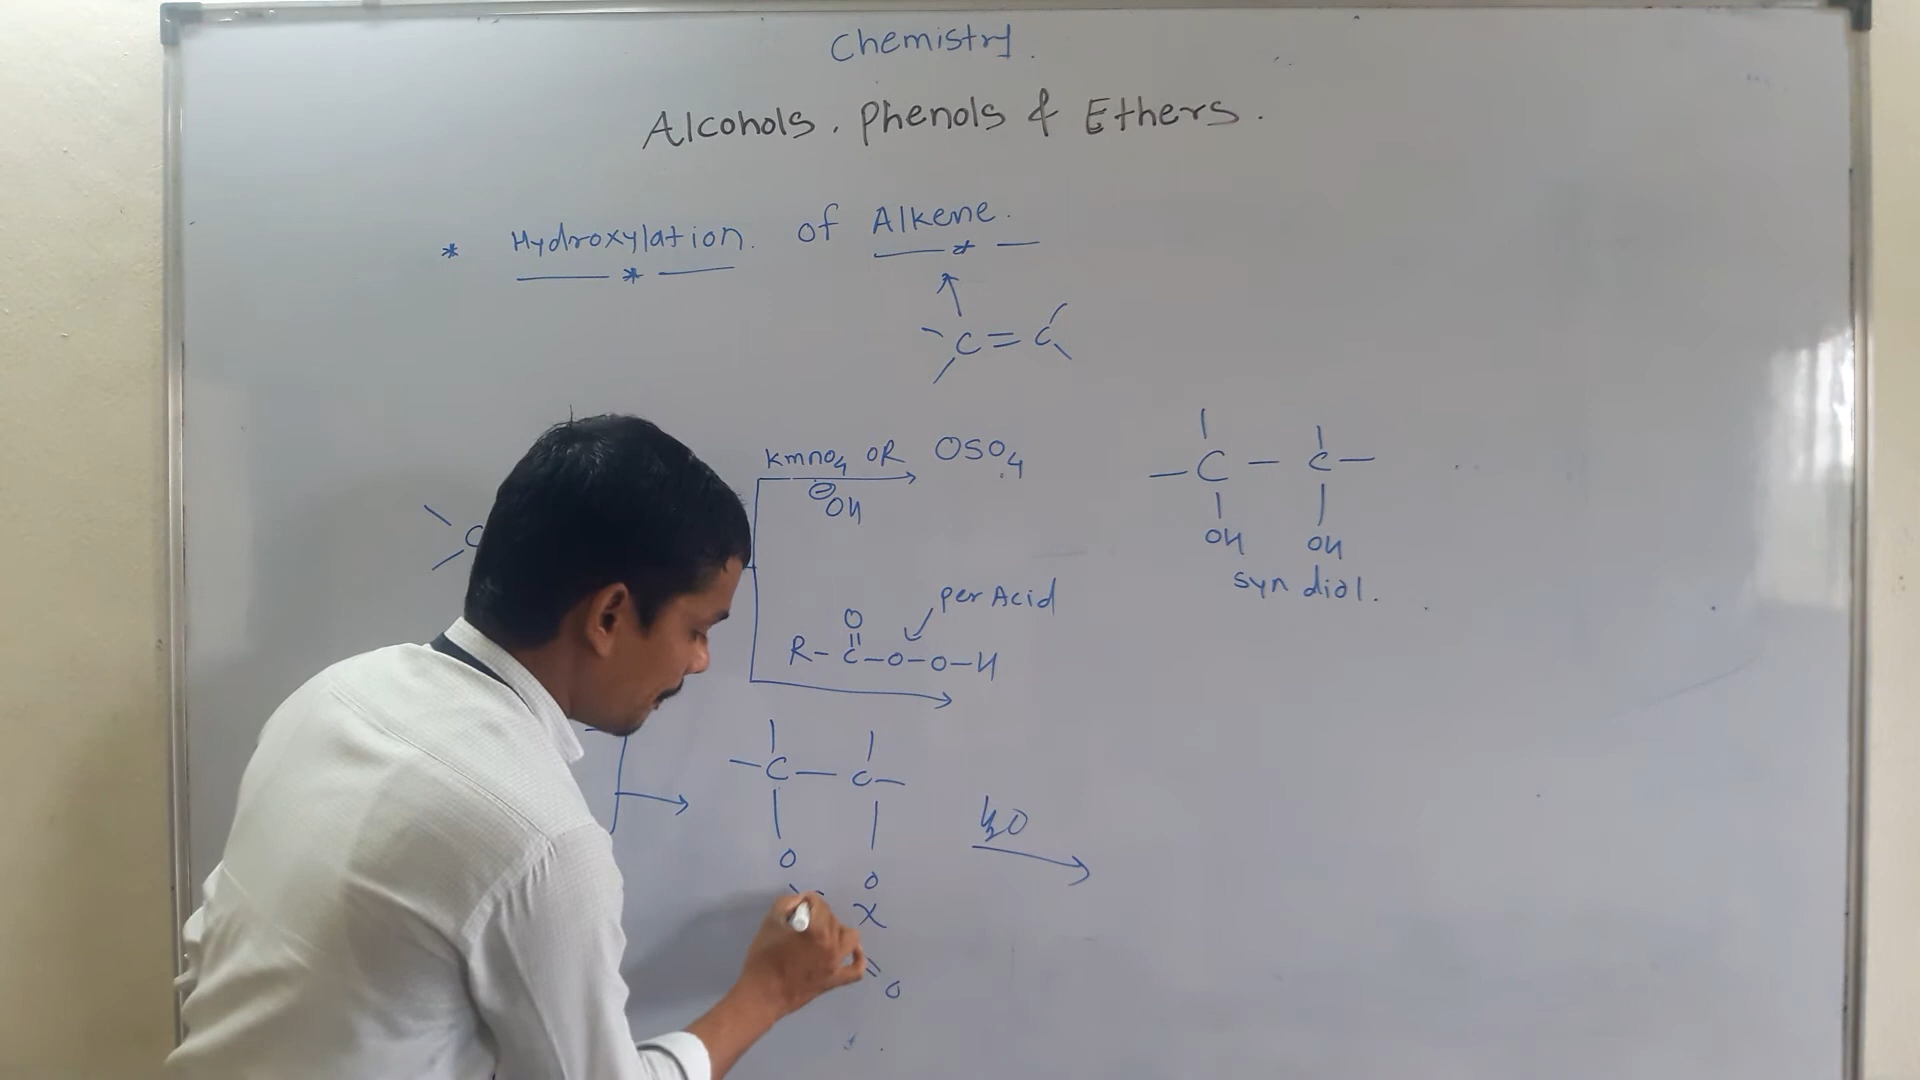 Chemistry.
Alcohols, Phenols & Ethers.
* Hydroxylation. of Alkene.
C = C
kmno4 OR OSO4
⊖OH
C
– C – C –
OH OH
syn diol.
per Acid
O
R – C – O – O – H
– C – C –
O O
X
O
H2O